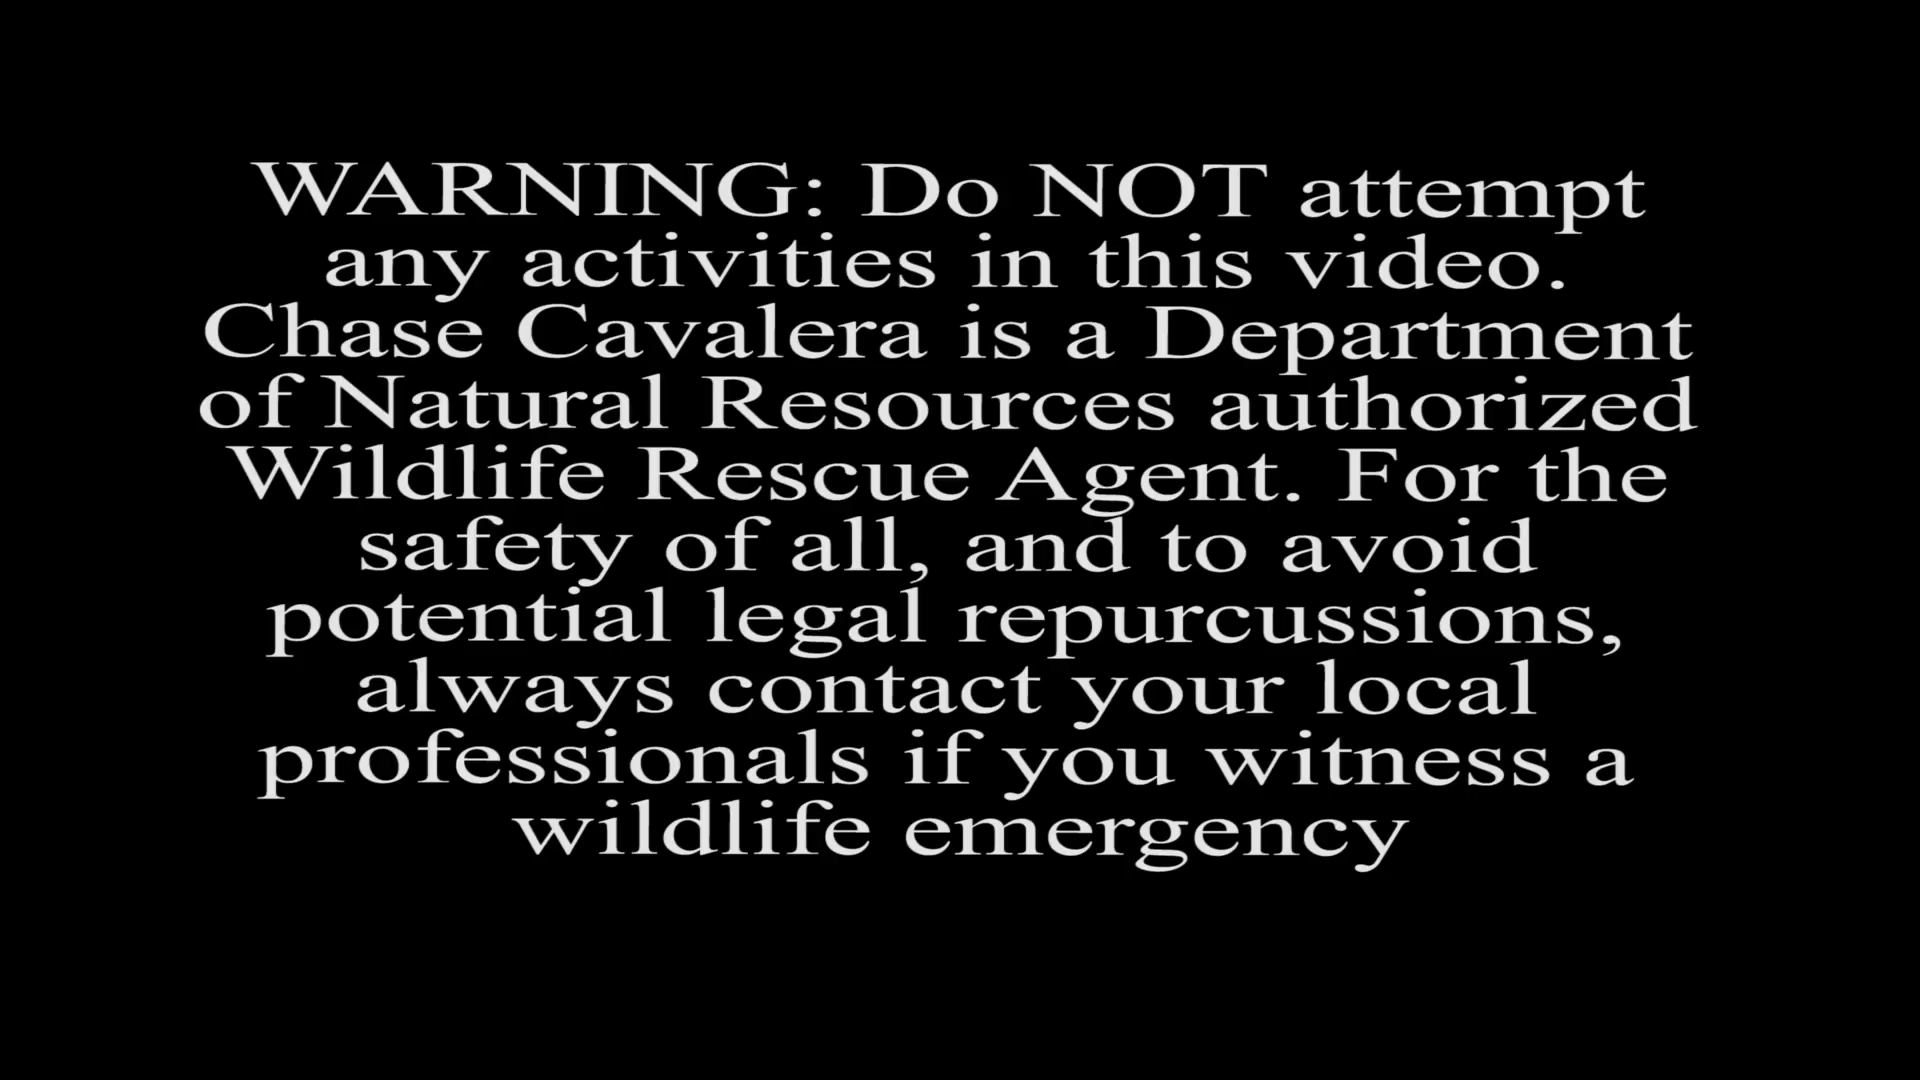 WARNING: Do NOT attempt
any activities in this video.
Chase Cavalera is a Department
of Natural Resources authorized
Wildlife Rescue Agent. For the
safety of all, and to avoid
potential legal repurcussions,
always contact your local
professionals if you witness a
wildlife emergency